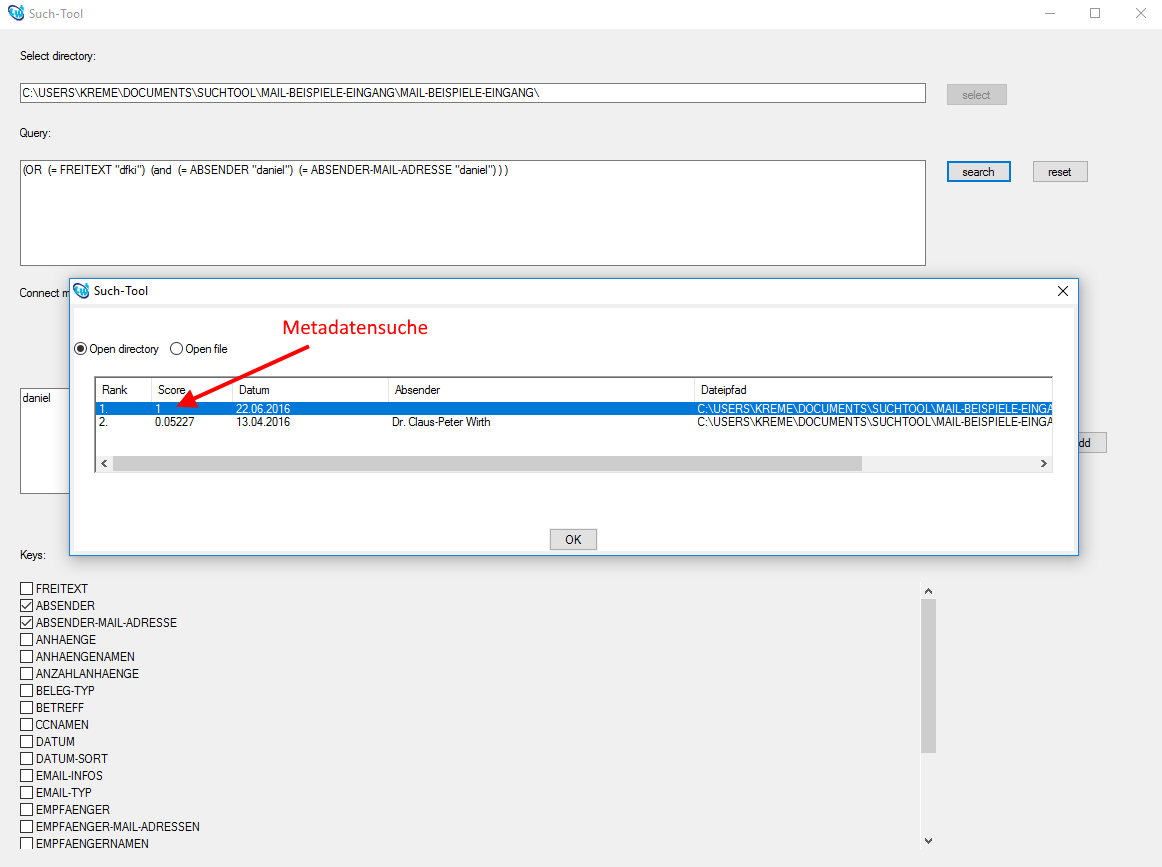 Such-Tool
Select directory:
C:\USERS\KREME\DOCUMENTS\SUCHTOOL\MAIL-BEISPIELE-EINGANG\MAIL-BEISPIELE-EINGANG\
select
Query:
(OR (= FREITEXT "dfki") (and (= ABSENDER "daniel") (= ABSENDER-MAIL-ADRESSE "daniel") ) )
search
reset
Connect m
Such-Tool
Metadatensuche
Open directory
Open file
Rank Score Datum Absender Dateipfad
1. 1 22.06.2016 C:\USERS\KREME\DOCUMENTS\SUCHTOOL\MAIL-BEISPIELE-EINGA
2. 0.05227 13.04.2016 Dr. Claus-Peter Wirth C:\USERS\KREME\DOCUMENTS\SUCHTOOL\MAIL-BEISPIELE-EINGA
OK
daniel
dd
Keys:
FREITEXT
ABSENDER
ABSENDER-MAIL-ADRESSE
ANHAENGE
ANHAENGENAMEN
ANZAHLANHAENGE
BELEG-TYP
BETREFF
CCNAMEN
DATUM
DATUM-SORT
EMAIL-INFOS
EMAIL-TYP
EMPFAENGER
EMPFAENGER-MAIL-ADRESSEN
EMPFAENGERNAMEN